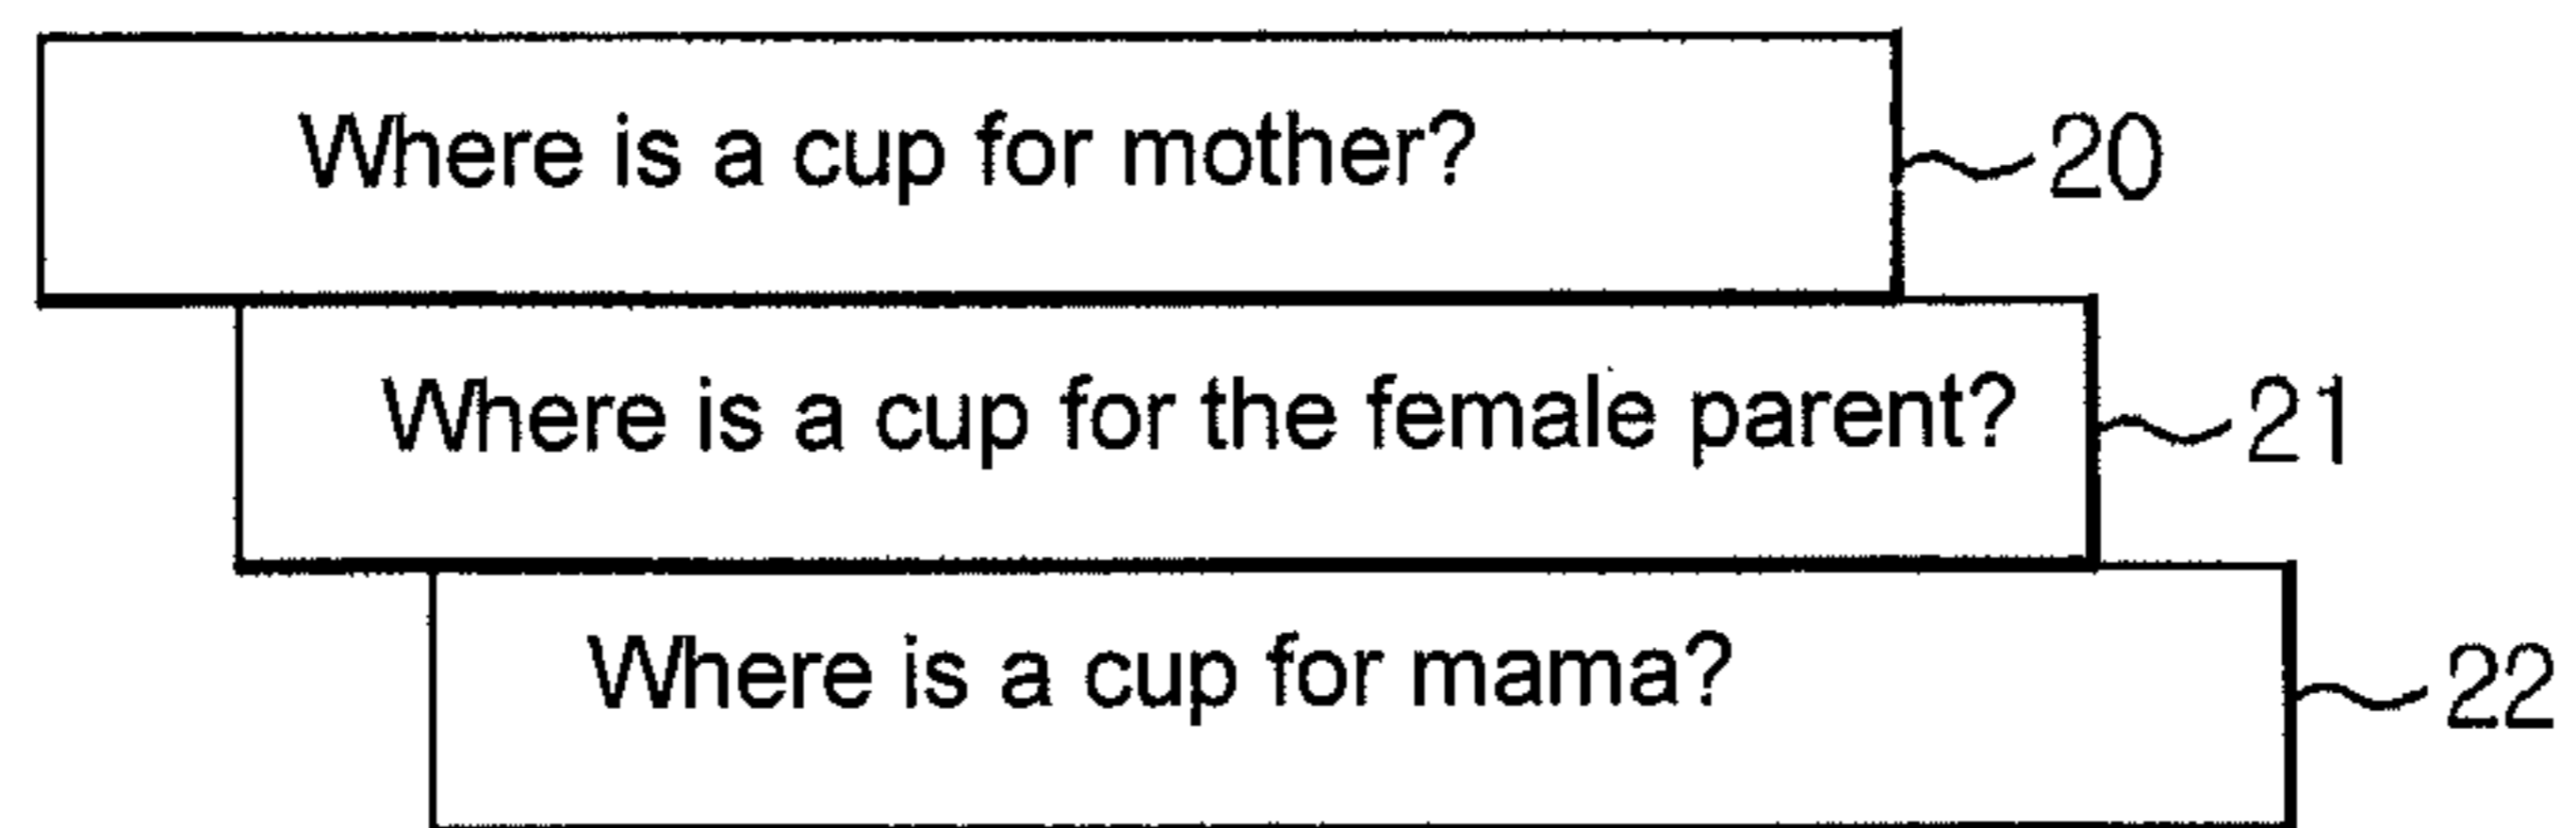 Where is a cup for mother? 20
Where is a cup for the female parent? 21
Where is a cup for mama? 22